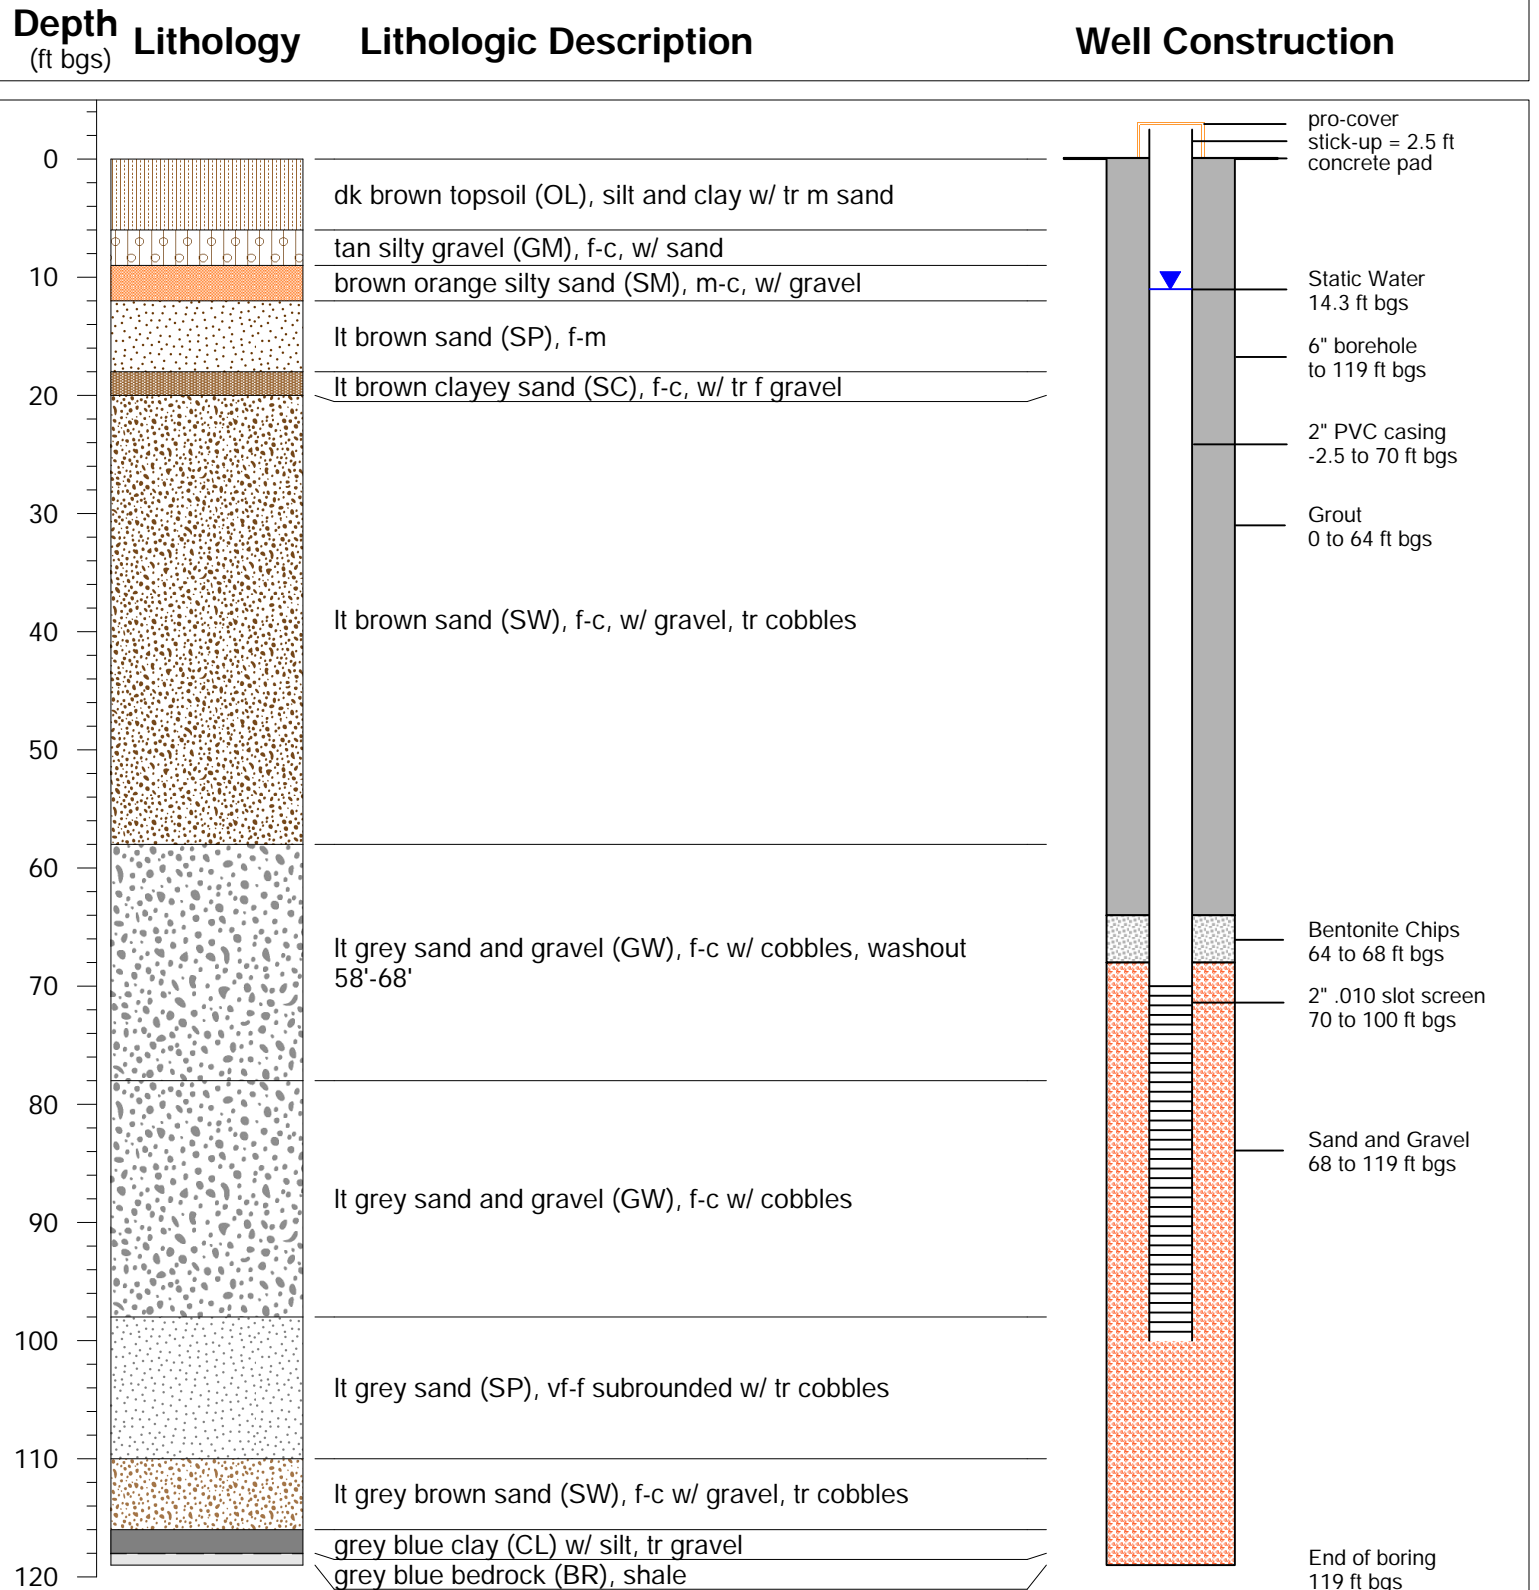 Depth
(ft bgs)
Lithology
Lithologic Description
Well Construction
pro-cover
stick-up = 2.5 ft
concrete pad
0
dk brown topsoil (OL), silt and clay w/ tr m sand
tan silty gravel (GM), f-c, w/ sand
10
brown orange silty sand (SM), m-c, w/ gravel
Static Water
14.3 ft bgs
lt brown sand (SP), f-m
6" borehole
to 119 ft bgs
20
lt brown clayey sand (SC), f-c, w/ tr f gravel
2" PVC casing
-2.5 to 70 ft bgs
30
Grout
0 to 64 ft bgs
40
lt brown sand (SW), f-c, w/ gravel, tr cobbles
50
60
lt grey sand and gravel (GW), f-c w/ cobbles, washout
58'-68'
Bentonite Chips
64 to 68 ft bgs
70
2" .010 slot screen
70 to 100 ft bgs
80
Sand and Gravel
68 to 119 ft bgs
lt grey sand and gravel (GW), f-c w/ cobbles
90
100
lt grey sand (SP), vf-f subrounded w/ tr cobbles
110
lt grey brown sand (SW), f-c w/ gravel, tr cobbles
grey blue clay (CL) w/ silt, tr gravel
120
grey blue bedrock (BR), shale
End of boring
119 ft bgs